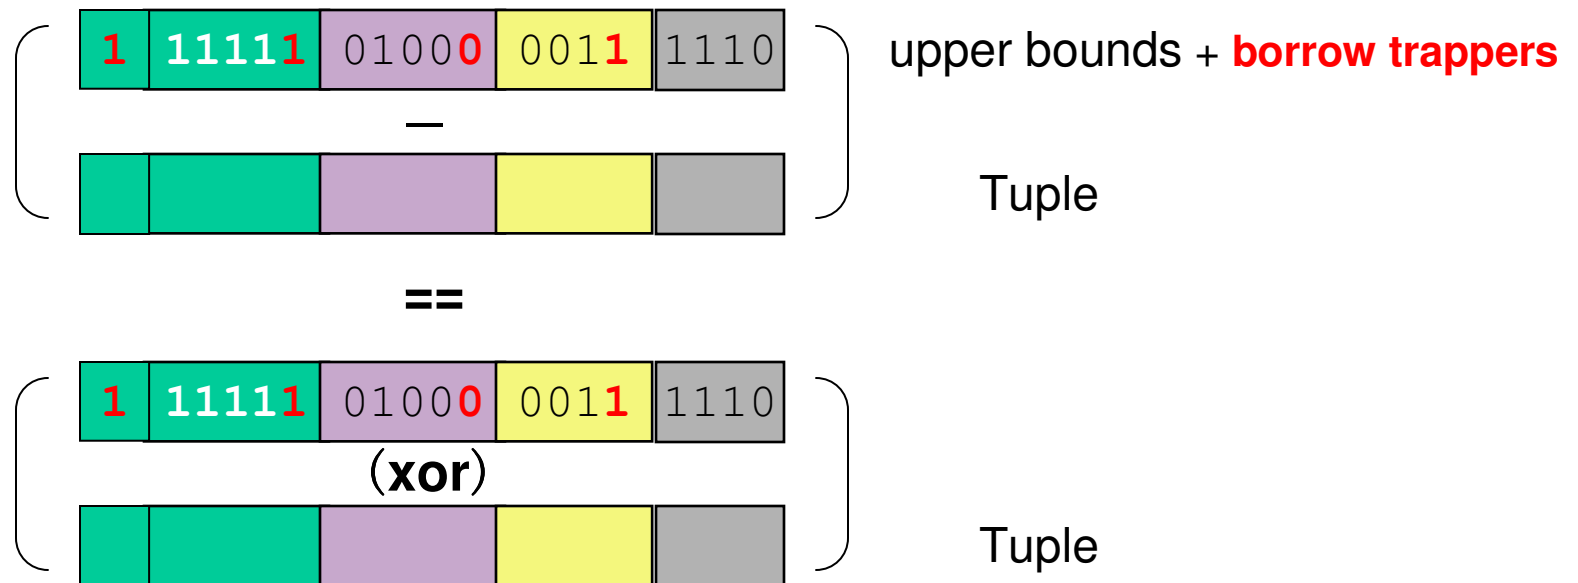 1 11111 01000 0011 1110 upper bounds + borrow trappers
–
Tuple
==
1 11111 01000 0011 1110
(xor)
Tuple